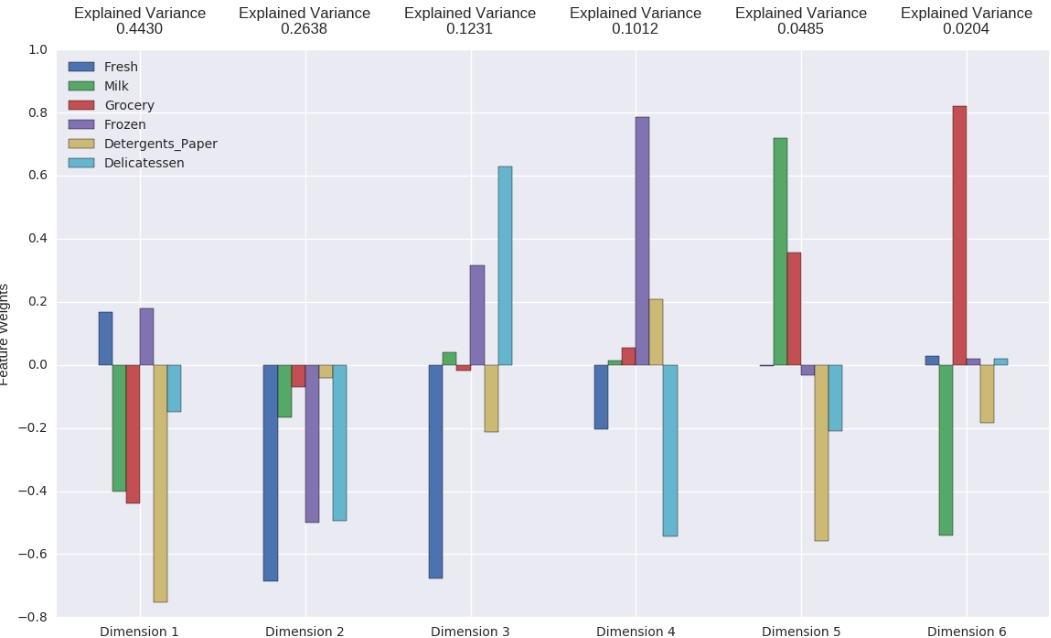 Explained Variance Explained Variance Explained Variance Explained Variance Explained Variance Explained Variance
0.4430 0.2638 0.1231 0.1012 0.0485 0.0204
1.0
0.8
0.6
0.4
0.2
0.0
−0.2
−0.4
−0.6
−0.8
Feature Weights
Fresh
Milk
Grocery
Frozen
Detergents_Paper
Delicatessen
Dimension 1 Dimension 2 Dimension 3 Dimension 4 Dimension 5 Dimension 6